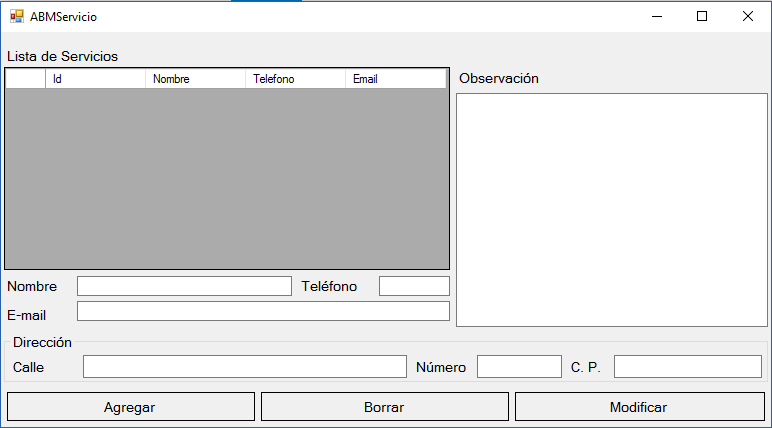 ABMServicio
Lista de Servicios
Id Nombre Telefono Email
Observación
Nombre Teléfono
E-mail
Dirección
Calle Número C. P.
Agregar Borrar Modificar